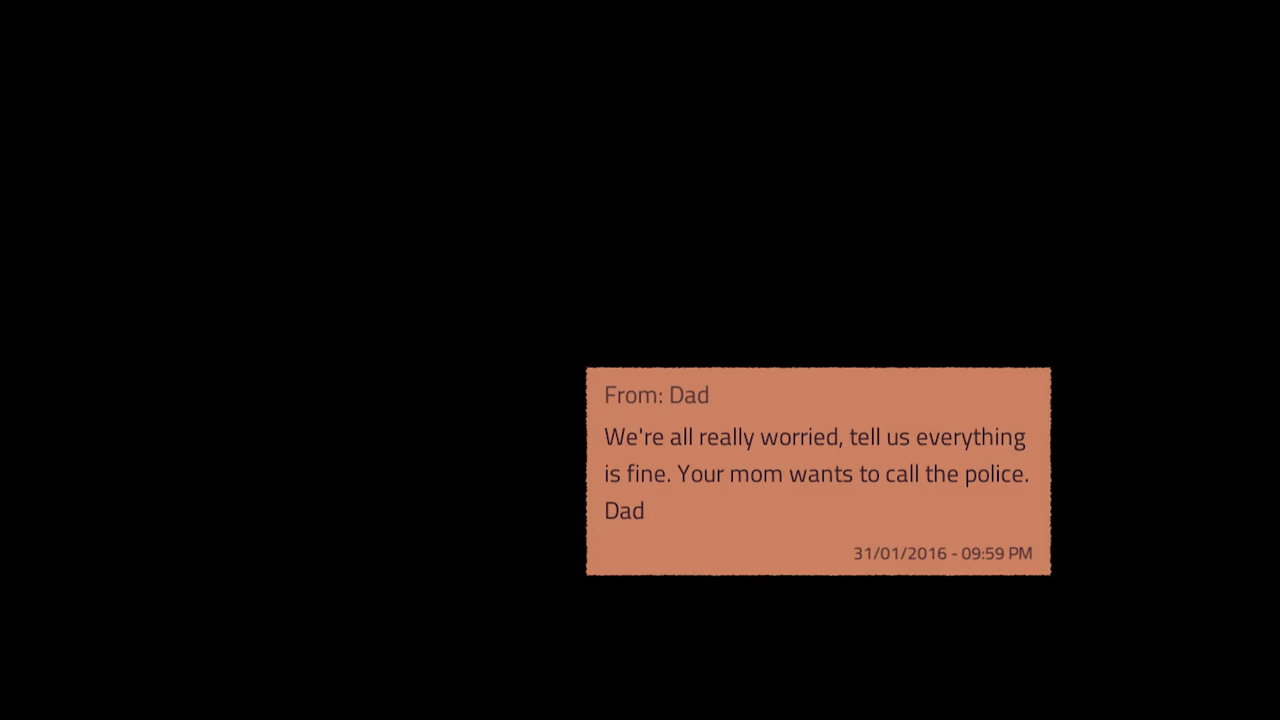 From: Dad
We're all really worried, tell us everything
is fine. Your mom wants to call the police.
Dad
31/01/2016 - 09:59 PM